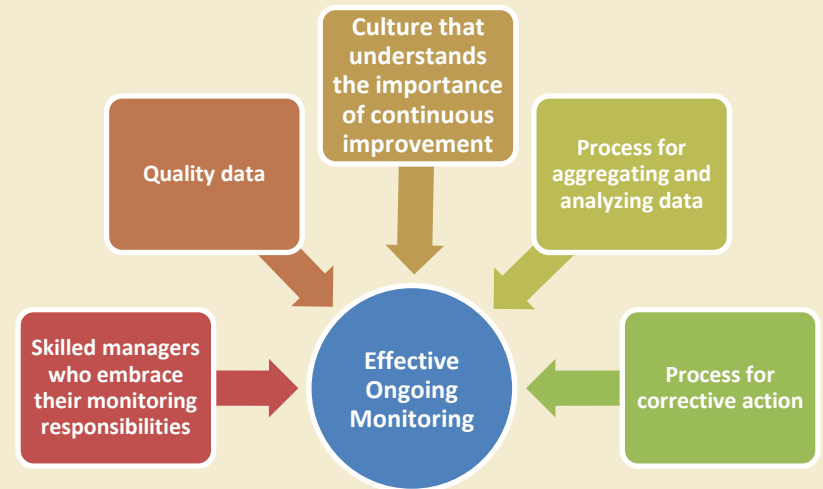 Culture that
understands
the importance
of continuous
improvement
Quality data
Process for
aggregating and
analyzing data
Skilled managers
who embrace
their monitoring
responsibilities
Effective
Ongoing
Monitoring
Process for
corrective action